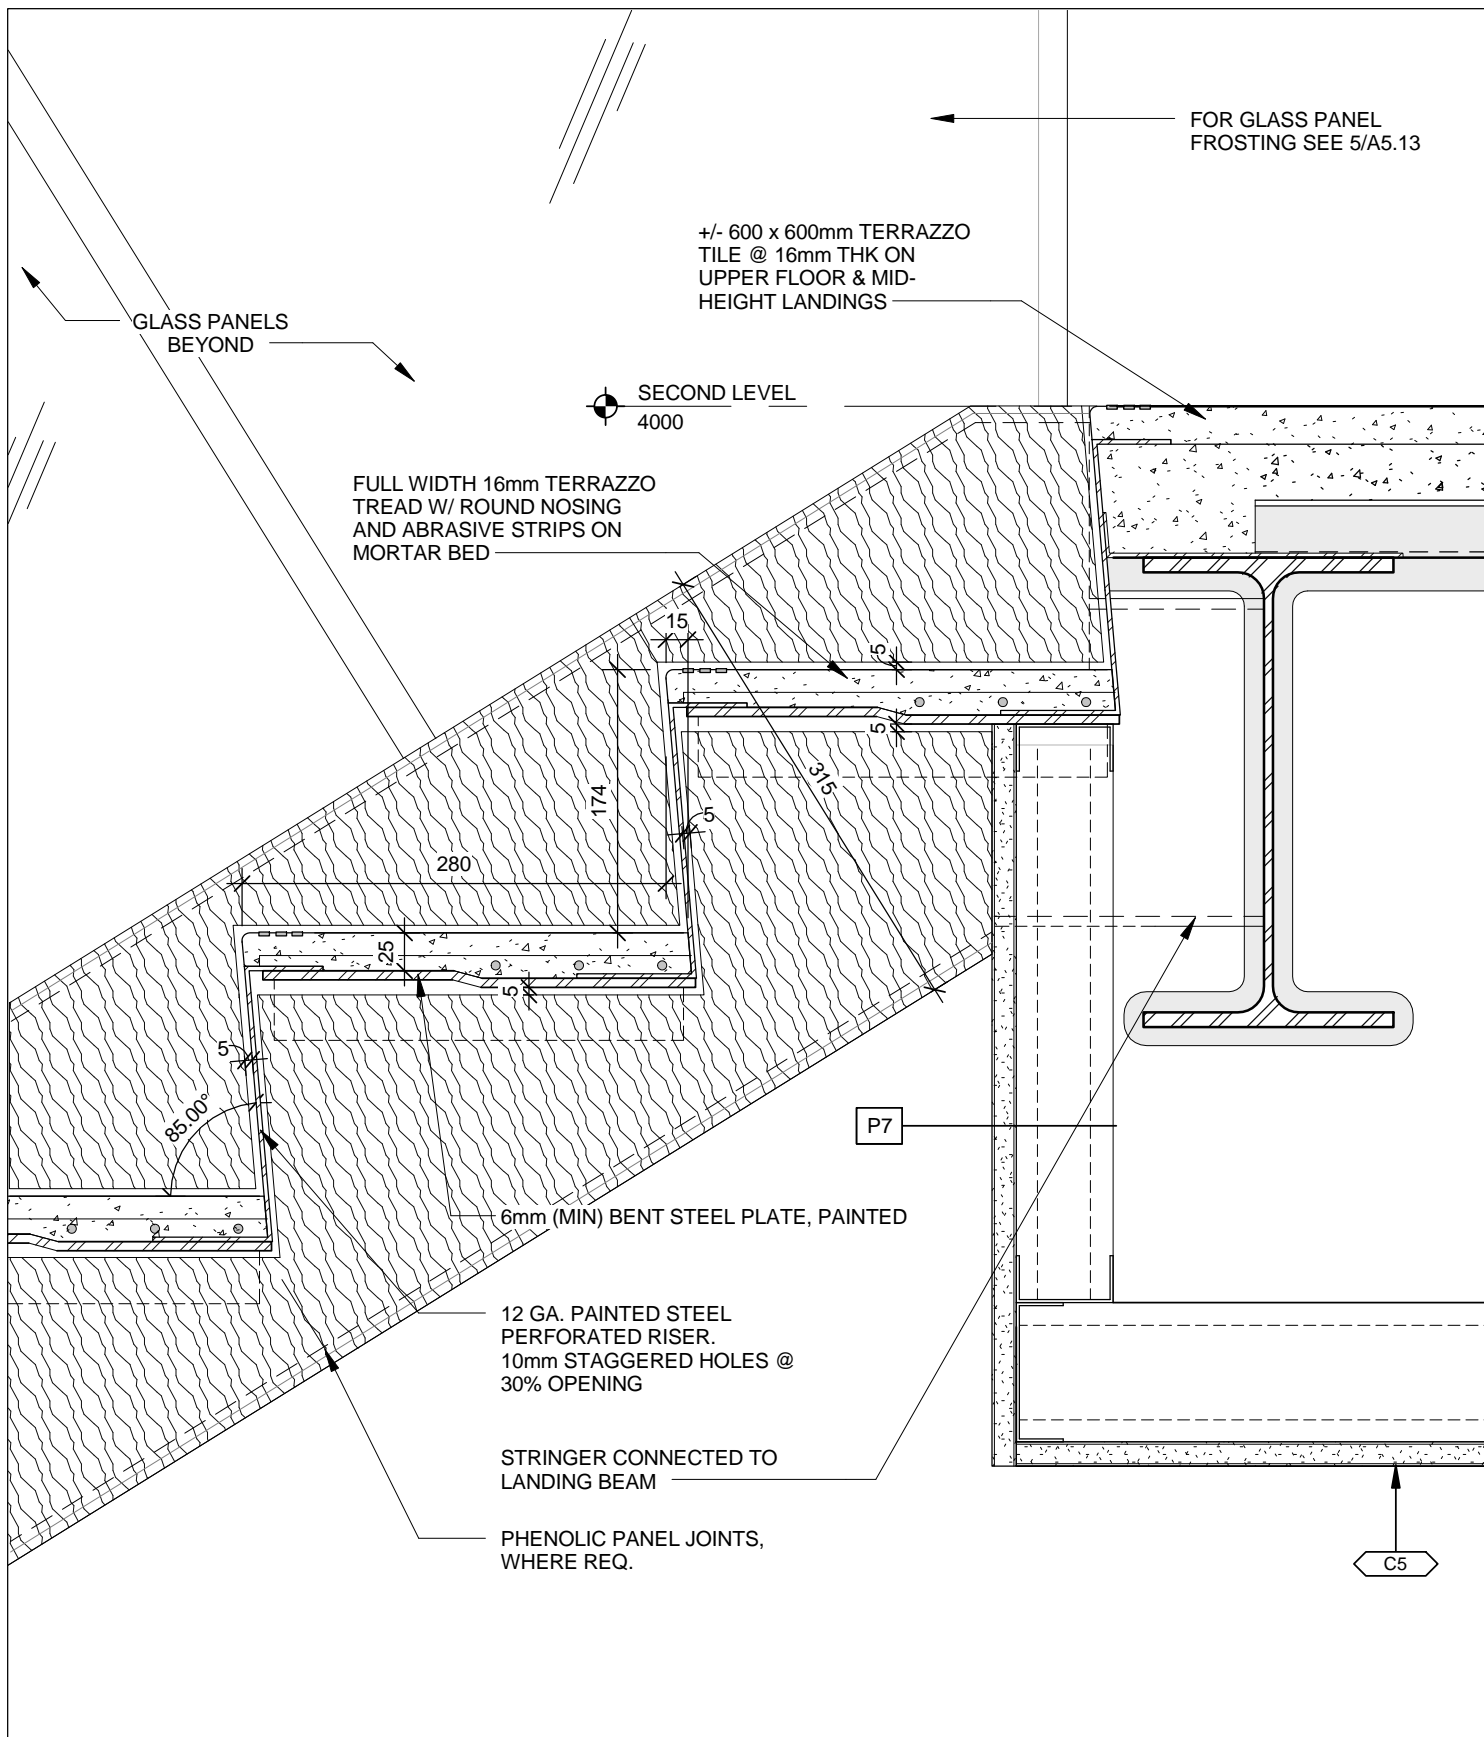 FOR GLASS PANEL
FROSTING SEE 5/A5.13
+/- 600 x 600mm TERRAZZO
TILE @ 16mm THK ON
UPPER FLOOR & MID-
HEIGHT LANDINGS
GLASS PANELS
BEYOND
SECOND LEVEL
4000
FULL WIDTH 16mm TERRAZZO
TREAD W/ ROUND NOSING
AND ABRASIVE STRIPS ON
MORTAR BED
15
5
5
315
174
5
280
25
5
5
85.00°
P7
6mm (MIN) BENT STEEL PLATE, PAINTED
12 GA. PAINTED STEEL
PERFORATED RISER.
10mm STAGGERED HOLES @
30% OPENING
STRINGER CONNECTED TO
LANDING BEAM
PHENOLIC PANEL JOINTS,
WHERE REQ.
C5